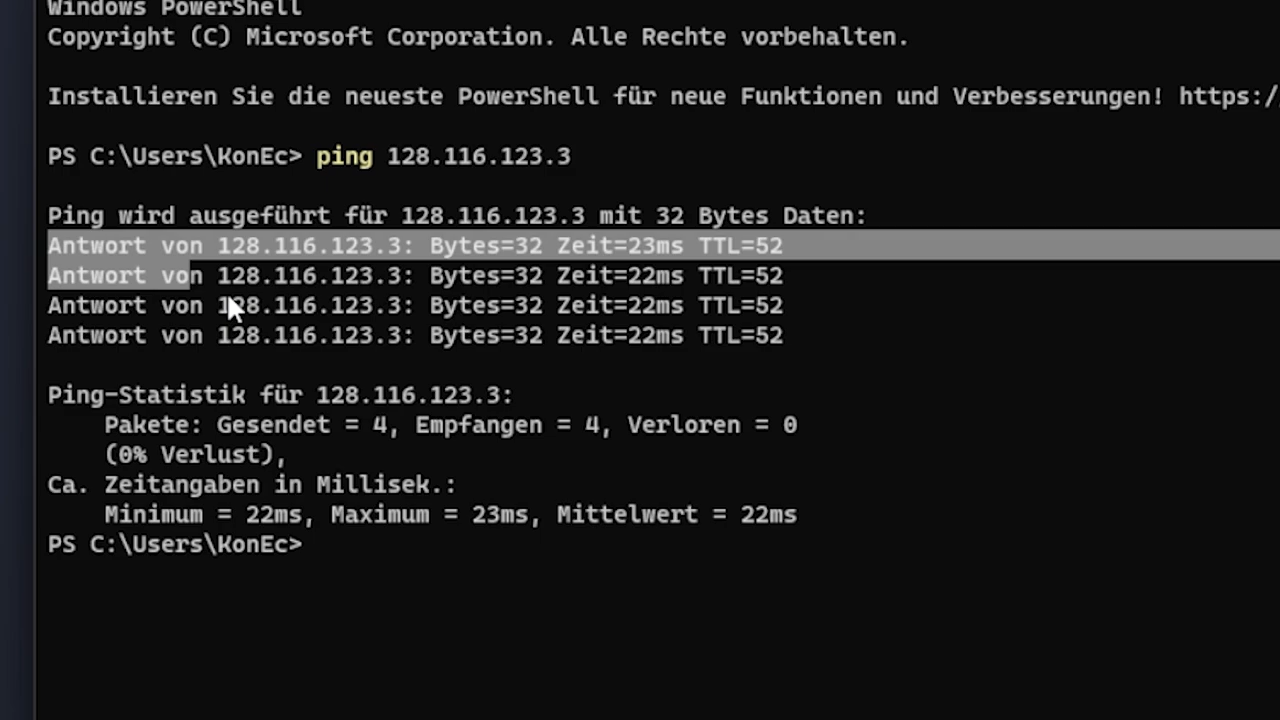 Windows PowerShell
Copyright (C) Microsoft Corporation. Alle Rechte vorbehalten.
Installieren Sie die neueste PowerShell für neue Funktionen und Verbesserungen! https:/
PS C:\Users\KonEc> ping 128.116.123.3
Ping wird ausgeführt für 128.116.123.3 mit 32 Bytes Daten:
Antwort von 128.116.123.3: Bytes=32 Zeit=23ms TTL=52
Antwort von 128.116.123.3: Bytes=32 Zeit=22ms TTL=52
Antwort von 128.116.123.3: Bytes=32 Zeit=22ms TTL=52
Antwort von 128.116.123.3: Bytes=32 Zeit=22ms TTL=52
Ping-Statistik für 128.116.123.3:
Pakete: Gesendet = 4, Empfangen = 4, Verloren = 0
(0% Verlust),
Ca. Zeitangaben in Millisek.:
Minimum = 22ms, Maximum = 23ms, Mittelwert = 22ms
PS C:\Users\KonEc>